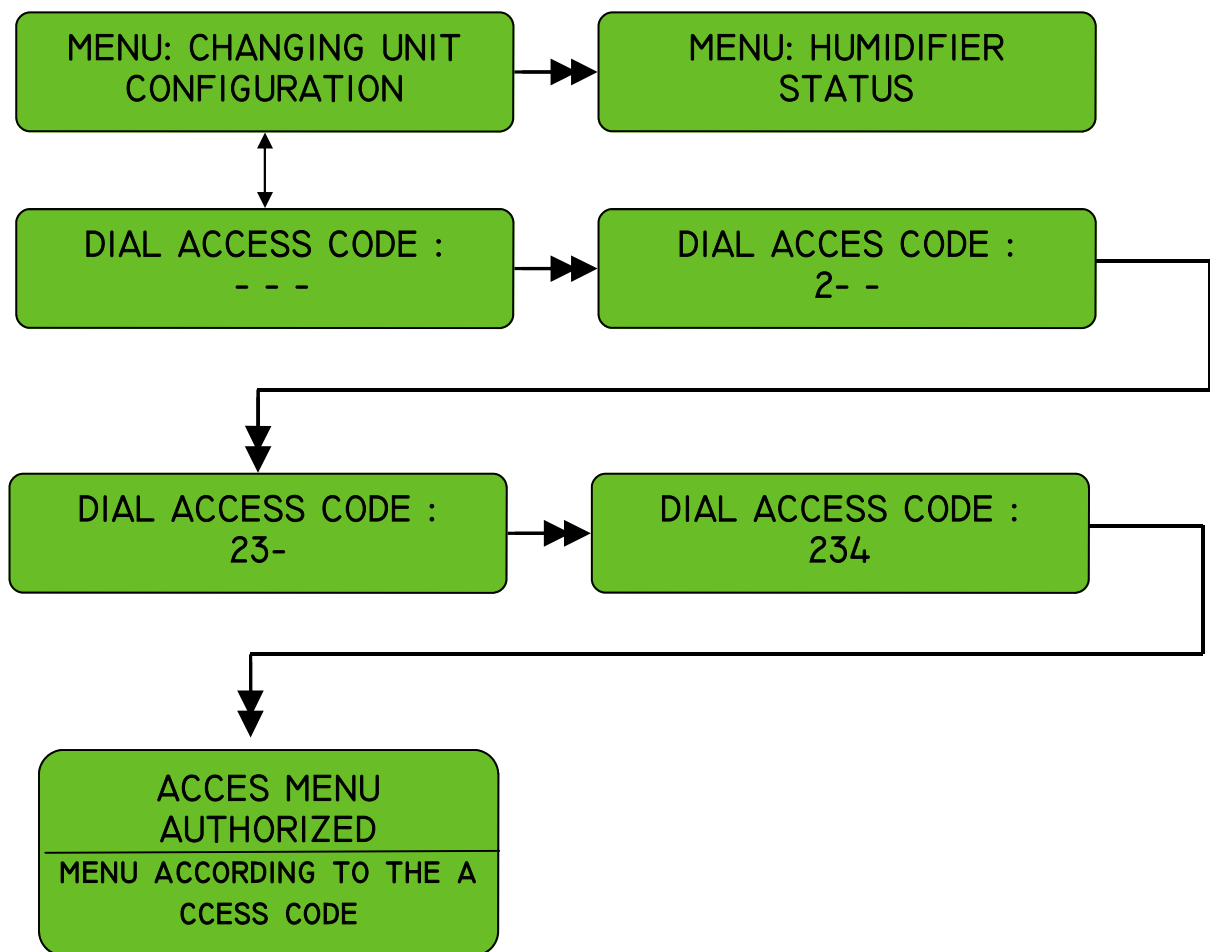 MENU: CHANGING UNIT
CONFIGURATION
MENU: HUMIDIFIER
STATUS
DIAL ACCESS CODE :
- - -
DIAL ACCES CODE :
2- -
DIAL ACCESS CODE :
23-
DIAL ACCESS CODE :
234
ACCES MENU
AUTHORIZED
MENU ACCORDING TO THE A
CCESS CODE